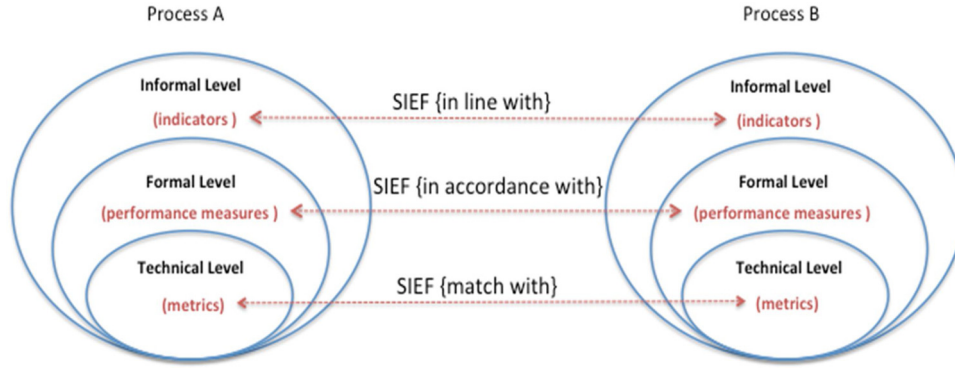 Process A
Process B
Informal Level
(indicators )
SIEF {in line with}
Informal Level
(indicators )
Formal Level
(performance measures )
SIEF {in accordance with}
Formal Level
(performance measures )
Technical Level
(metrics)
SIEF {match with}
Technical Level
(metrics)